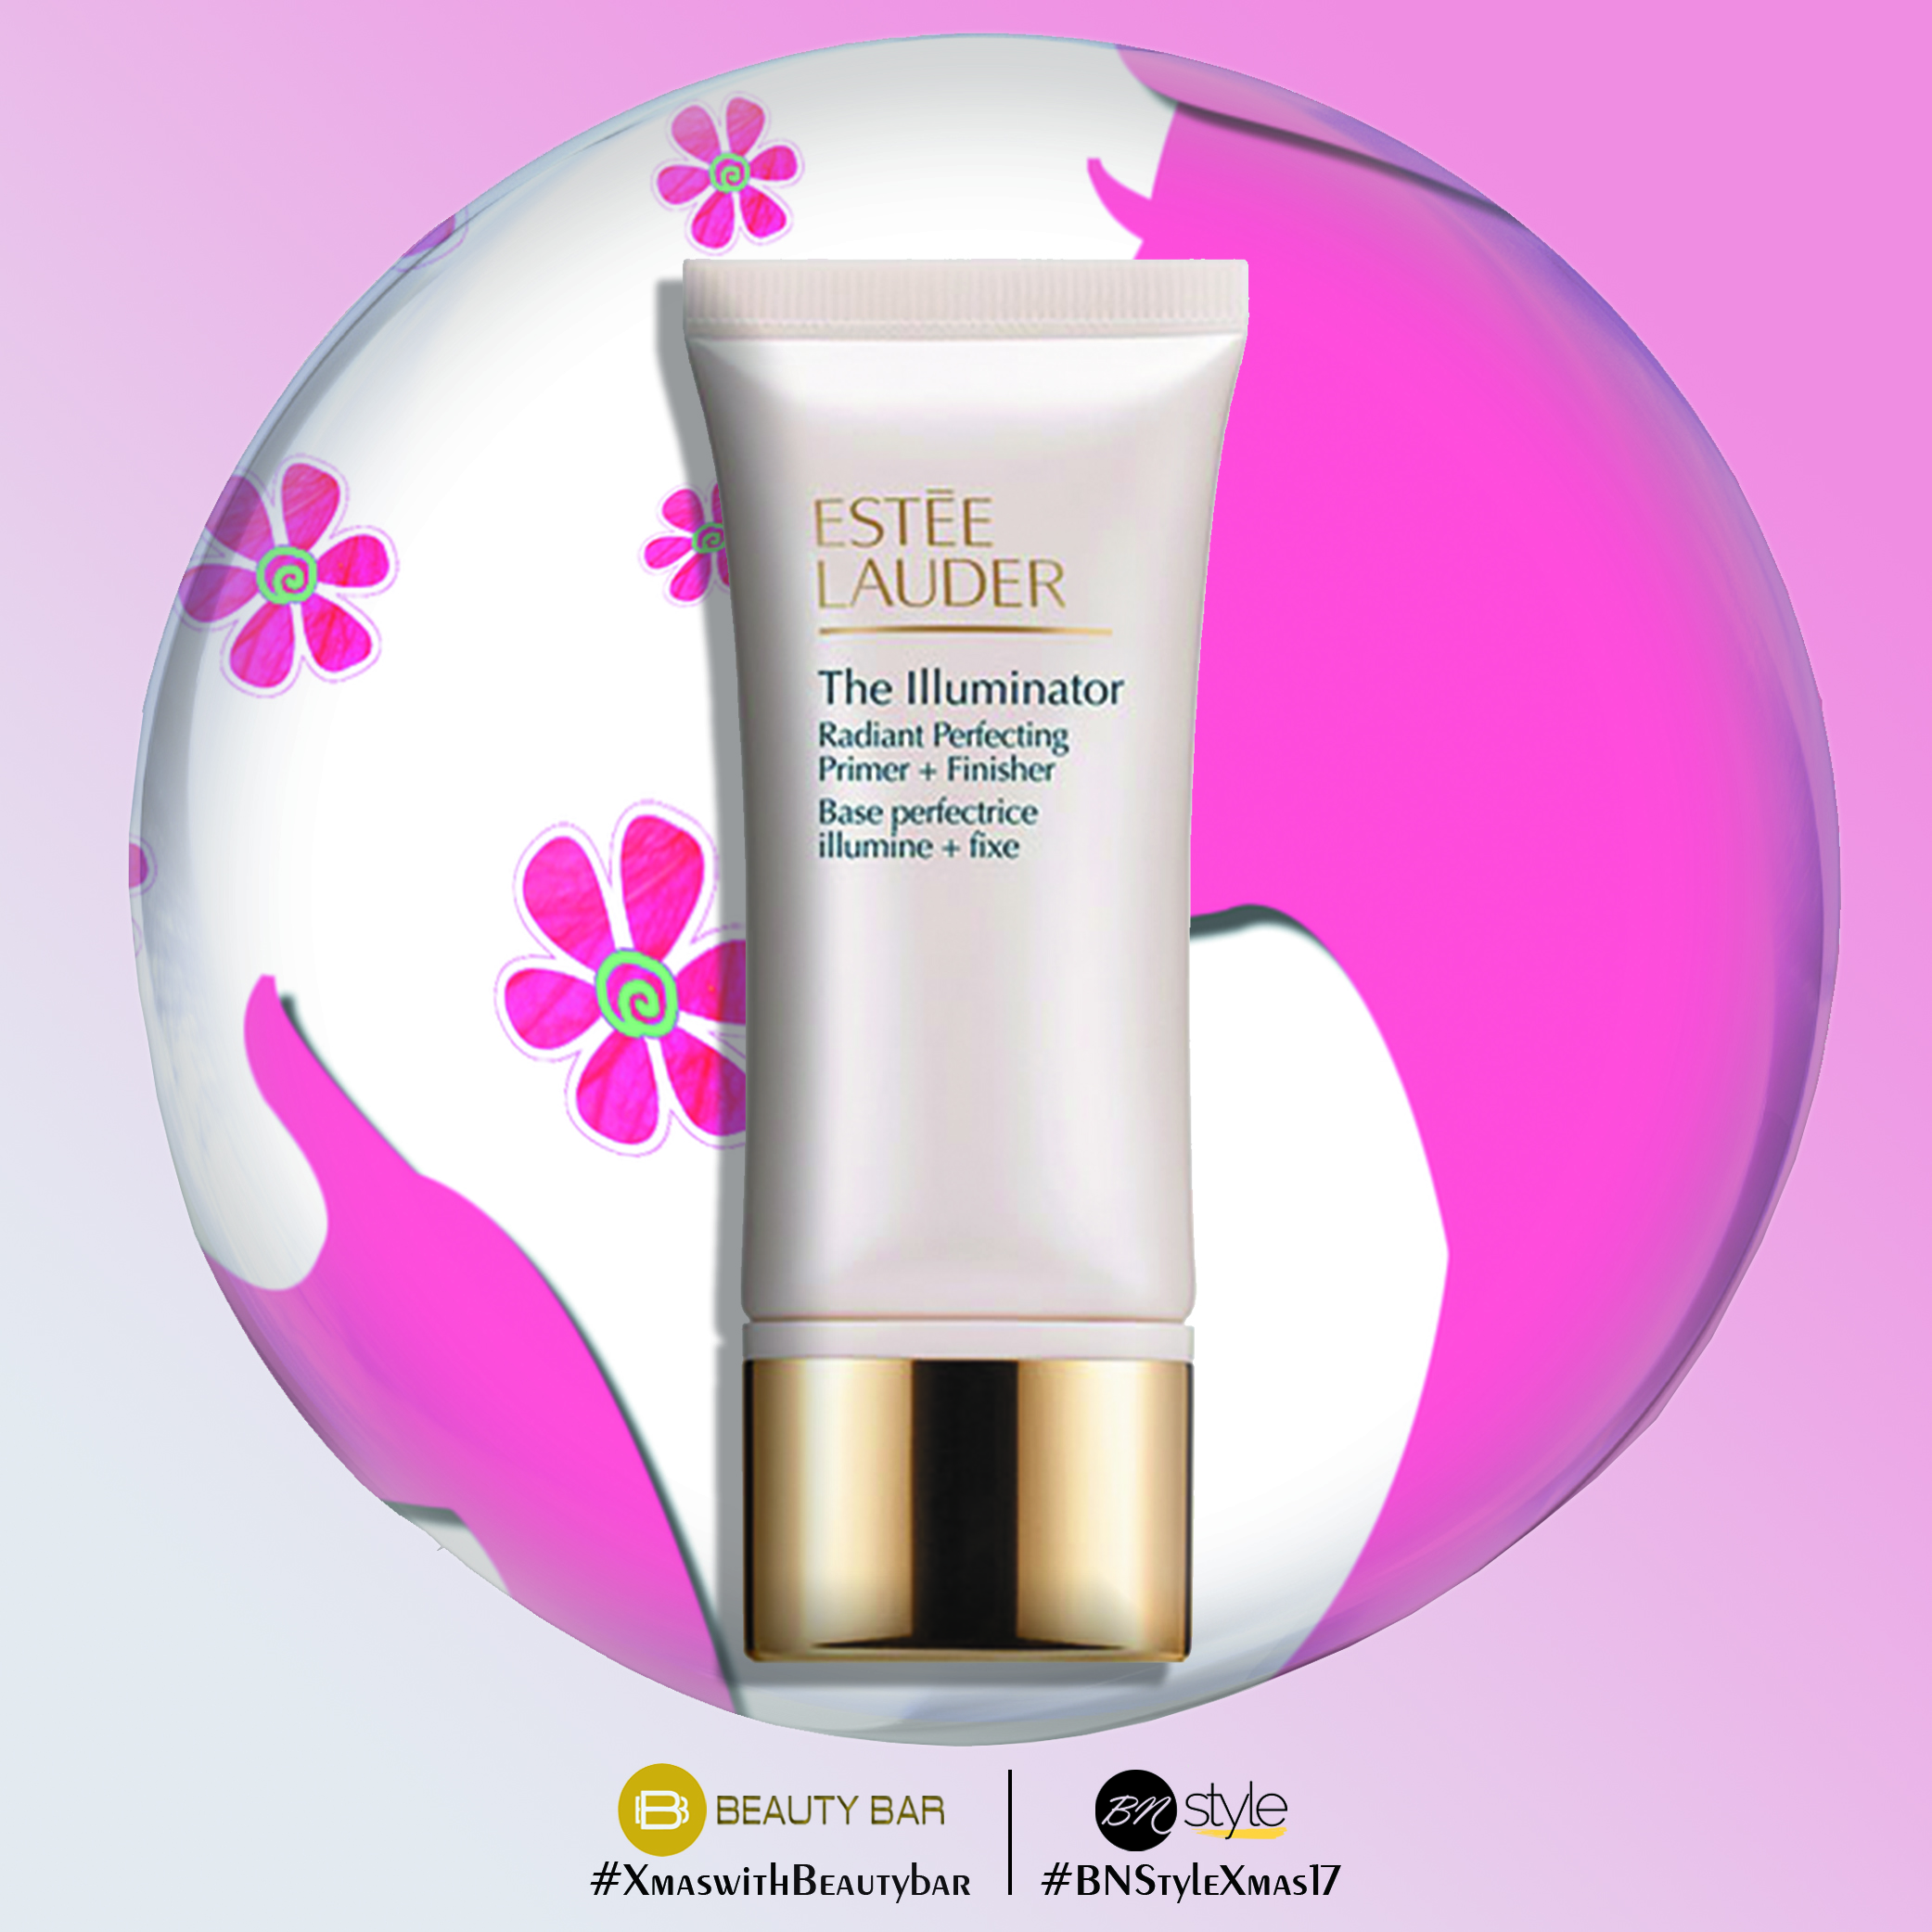 ESTĒE
LAUDER
The Illuminator
Radiant Perfecting
Primer + Finisher
Base perfectrice
illumine + fixe
B BEAUTY BAR
BN style
#XmaswithBeautybar
#BNStyleXmas17